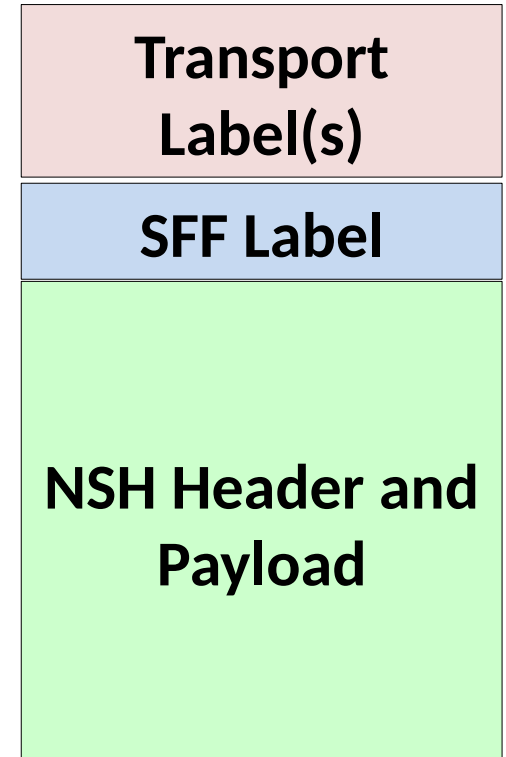 Transport
Label(s)
SFF Label
NSH Header and
Payload